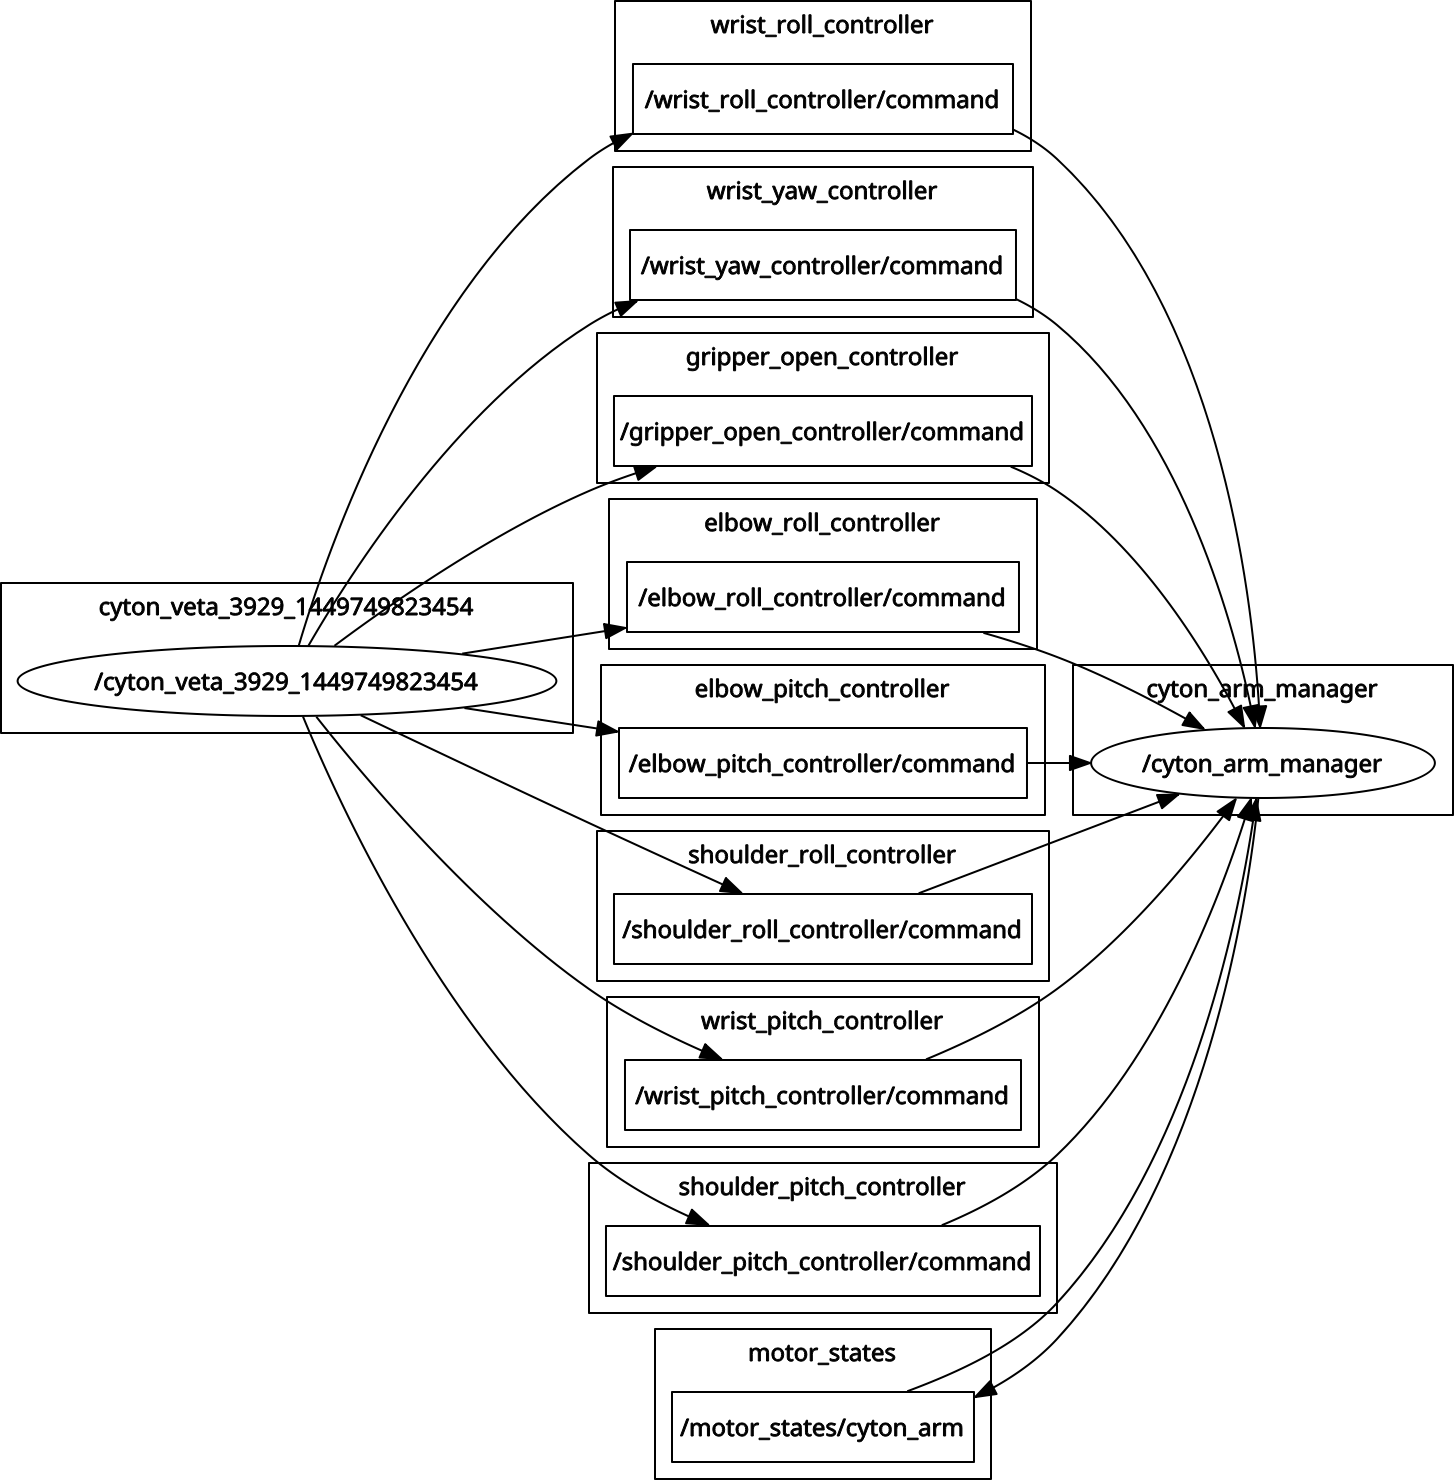 wrist_roll_controller
/wrist_roll_controller/command
wrist_yaw_controller
/wrist_yaw_controller/command
gripper_open_controller
/gripper_open_controller/command
elbow_roll_controller
/elbow_roll_controller/command
cyton_veta_3929_1449749823454
/cyton_veta_3929_1449749823454
elbow_pitch_controller
/elbow_pitch_controller/command
cyton_arm_manager
/cyton_arm_manager
shoulder_roll_controller
/shoulder_roll_controller/command
wrist_pitch_controller
/wrist_pitch_controller/command
shoulder_pitch_controller
/shoulder_pitch_controller/command
motor_states
/motor_states/cyton_arm